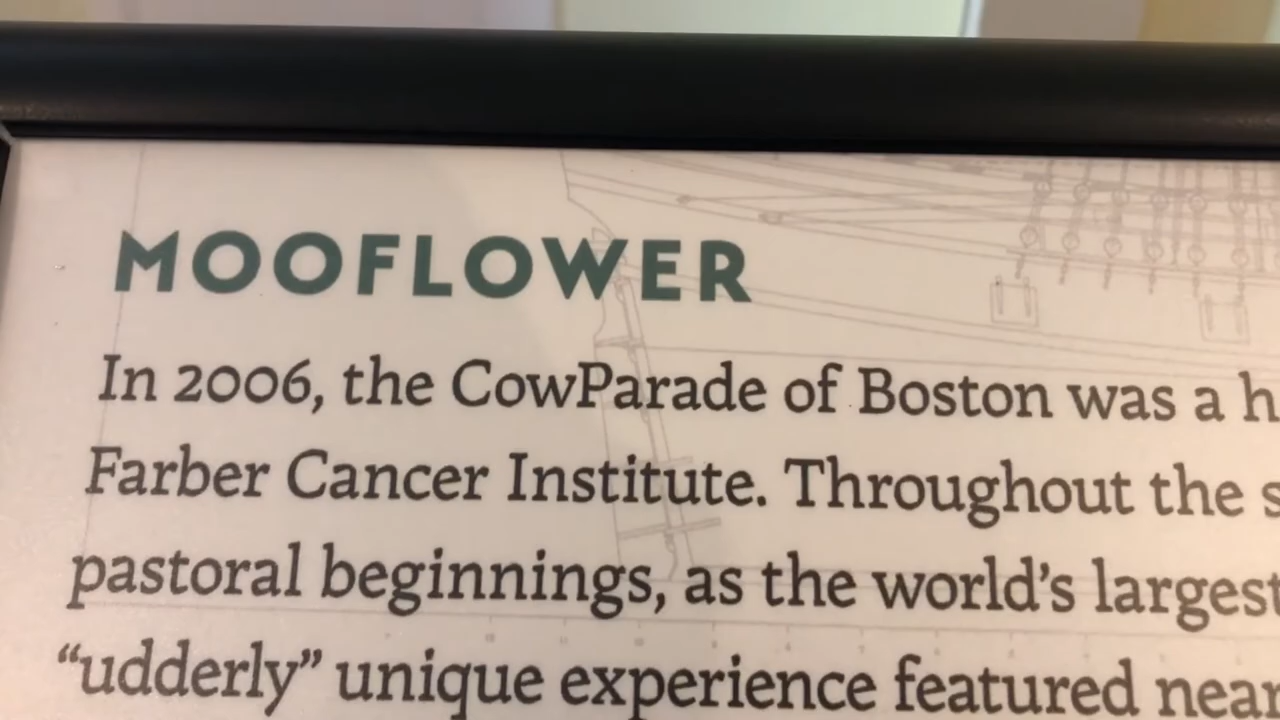 MOOFLOWER
In 2006, the CowParade of Boston was a h
Farber Cancer Institute. Throughout the s
pastoral beginnings, as the world's largest
“udderly” unique experience featured near